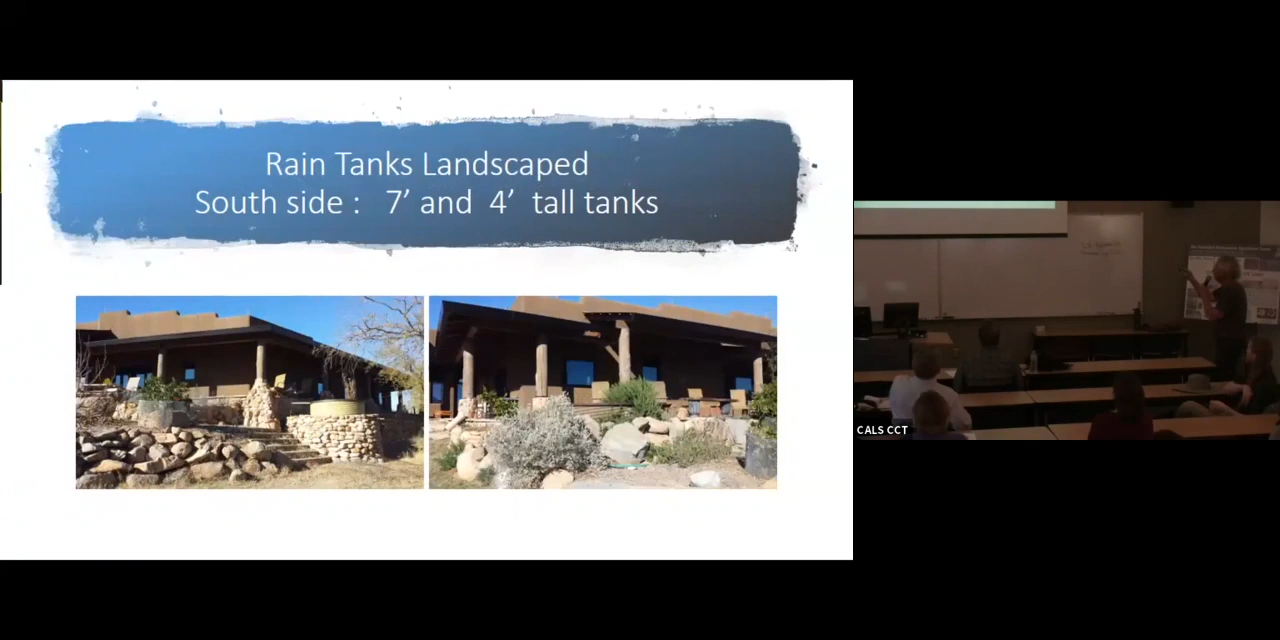 Rain Tanks Landscaped
South side : 7’ and 4’ tall tanks
CALS CCT